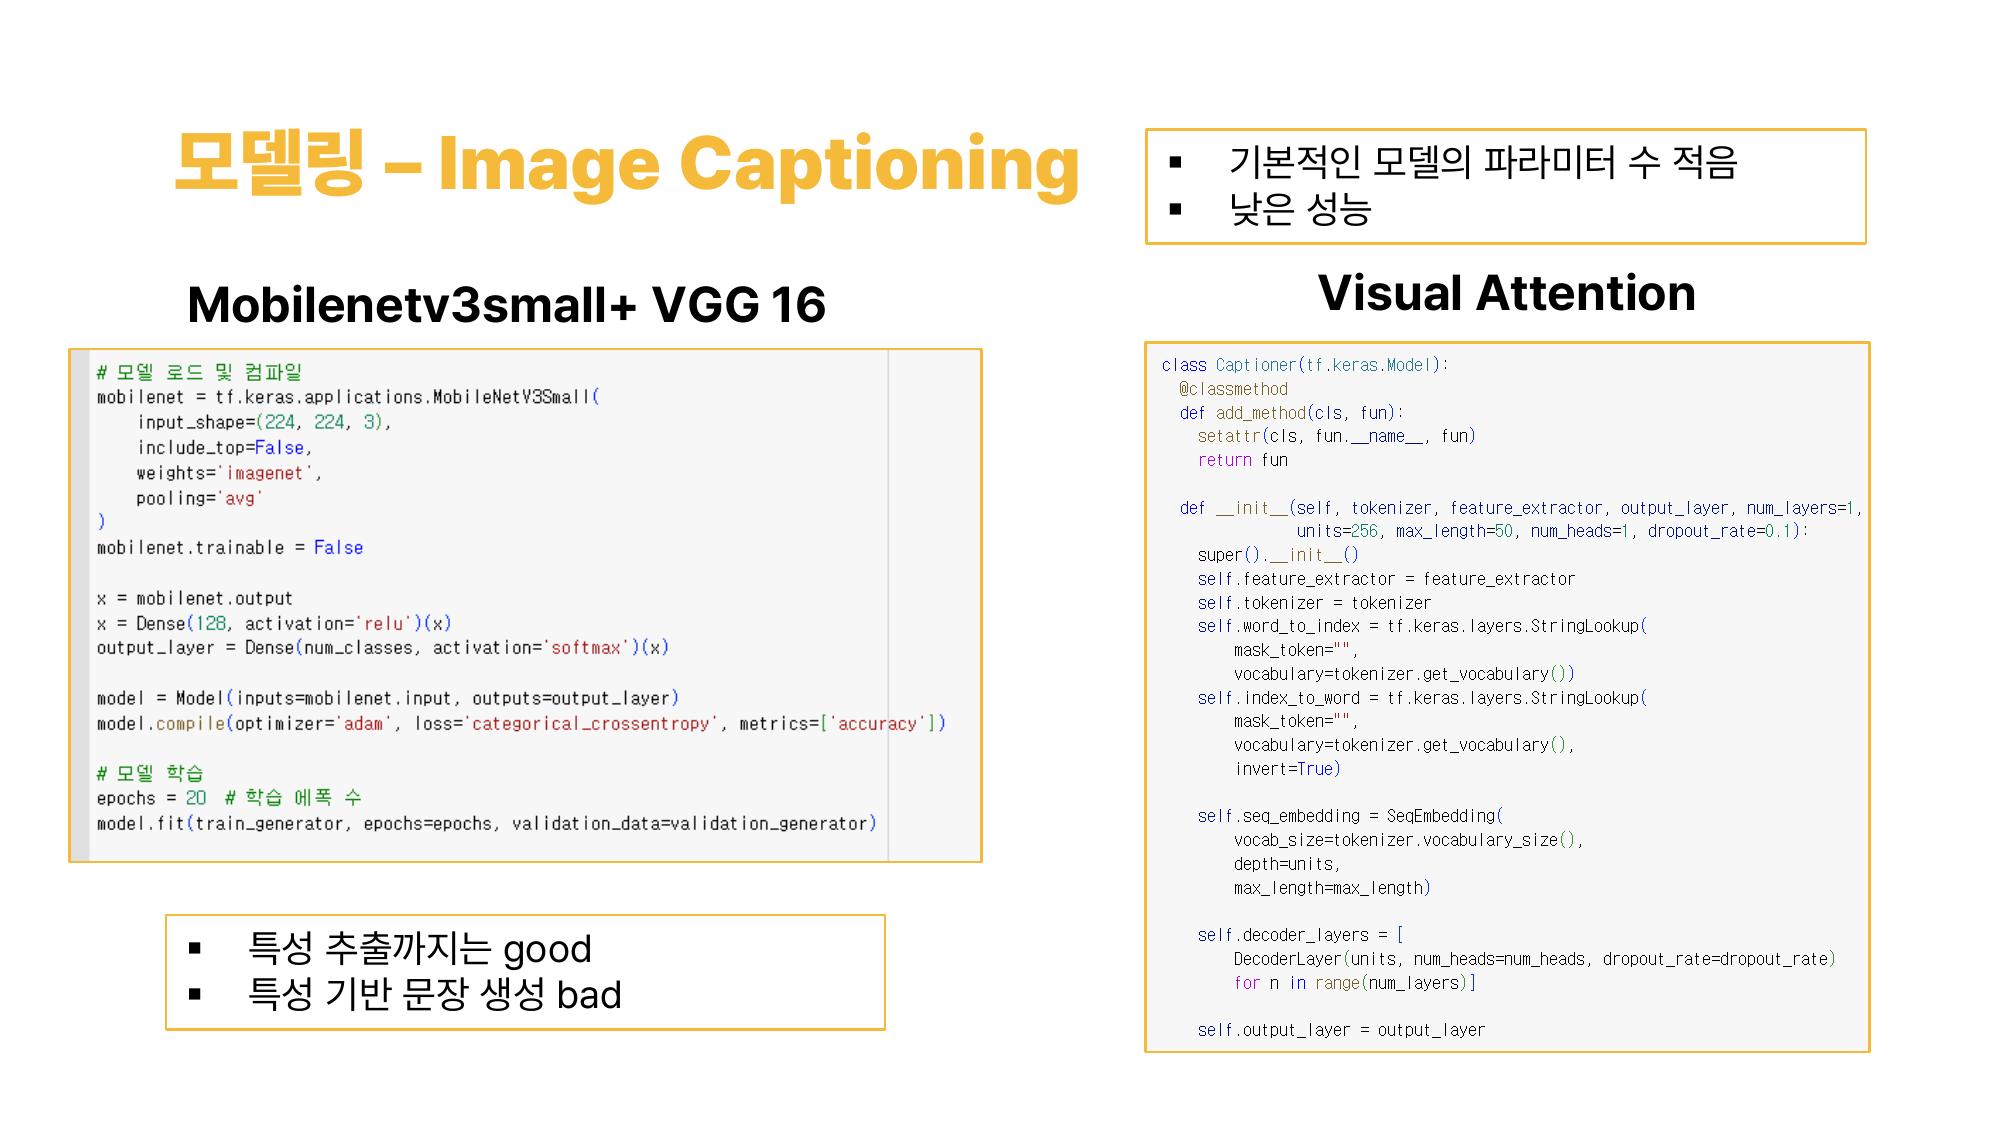 모델링 – Image Captioning
▪ 기본적인 모델의 파라미터 수 적음
▪ 낮은 성능
Mobilenetv3small+ VGG 16
# 모델 로드 및 컴파일
mobilenet = tf.keras.applications.MobileNetV3Small(
    input_shape=(224, 224, 3),
    include_top=False,
    weights='imagenet',
    pooling='avg'
)
mobilenet.trainable = False

x = mobilenet.output
x = Dense(128, activation='relu')(x)
output_layer = Dense(num_classes, activation='softmax')(x)

model = Model(inputs=mobilenet.input, outputs=output_layer)
model.compile(optimizer='adam', loss='categorical_crossentropy', metrics=['accuracy'])

# 모델 학습
epochs = 20  # 학습 에폭 수
model.fit(train_generator, epochs=epochs, validation_data=validation_generator)
▪ 특성 추출까지는 good
▪ 특성 기반 문장 생성 bad
Visual Attention
class Captioner(tf.keras.Model):
  @classmethod
  def add_method(cls, fun):
    setattr(cls, fun.__name__, fun)
    return fun

  def __init__(self, tokenizer, feature_extractor, output_layer, num_layers=1,
               units=256, max_length=50, num_heads=1, dropout_rate=0.1):
    super().__init__()
    self.feature_extractor = feature_extractor
    self.tokenizer = tokenizer
    self.word_to_index = tf.keras.layers.StringLookup(
        mask_token="",
        vocabulary=tokenizer.get_vocabulary())
    self.index_to_word = tf.keras.layers.StringLookup(
        mask_token="",
        vocabulary=tokenizer.get_vocabulary(),
        invert=True)

    self.seq_embedding = SeqEmbedding(
        vocab_size=tokenizer.vocabulary_size(),
        depth=units,
        max_length=max_length)

    self.decoder_layers = [
        DecoderLayer(units, num_heads=num_heads, dropout_rate=dropout_rate)
        for n in range(num_layers)]

    self.output_layer = output_layer